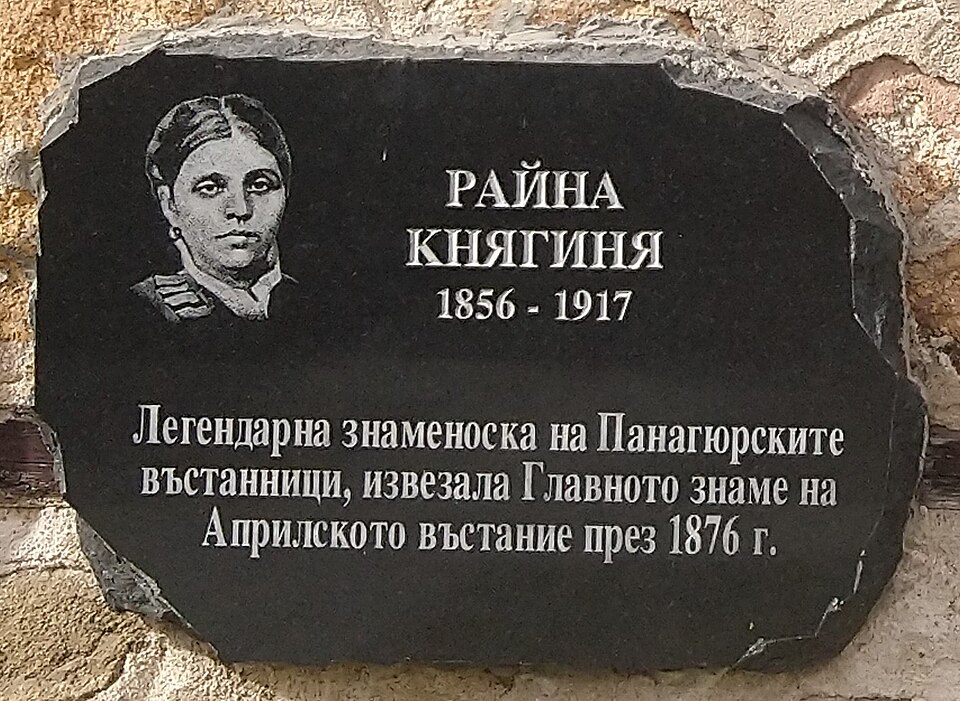 РАЙНА
КНЯГИНЯ
1856 - 1917
Легендарна знаменоска на Панагюрските
въстанници, извезала Главното знаме на
Априлското въстание през 1876 г.